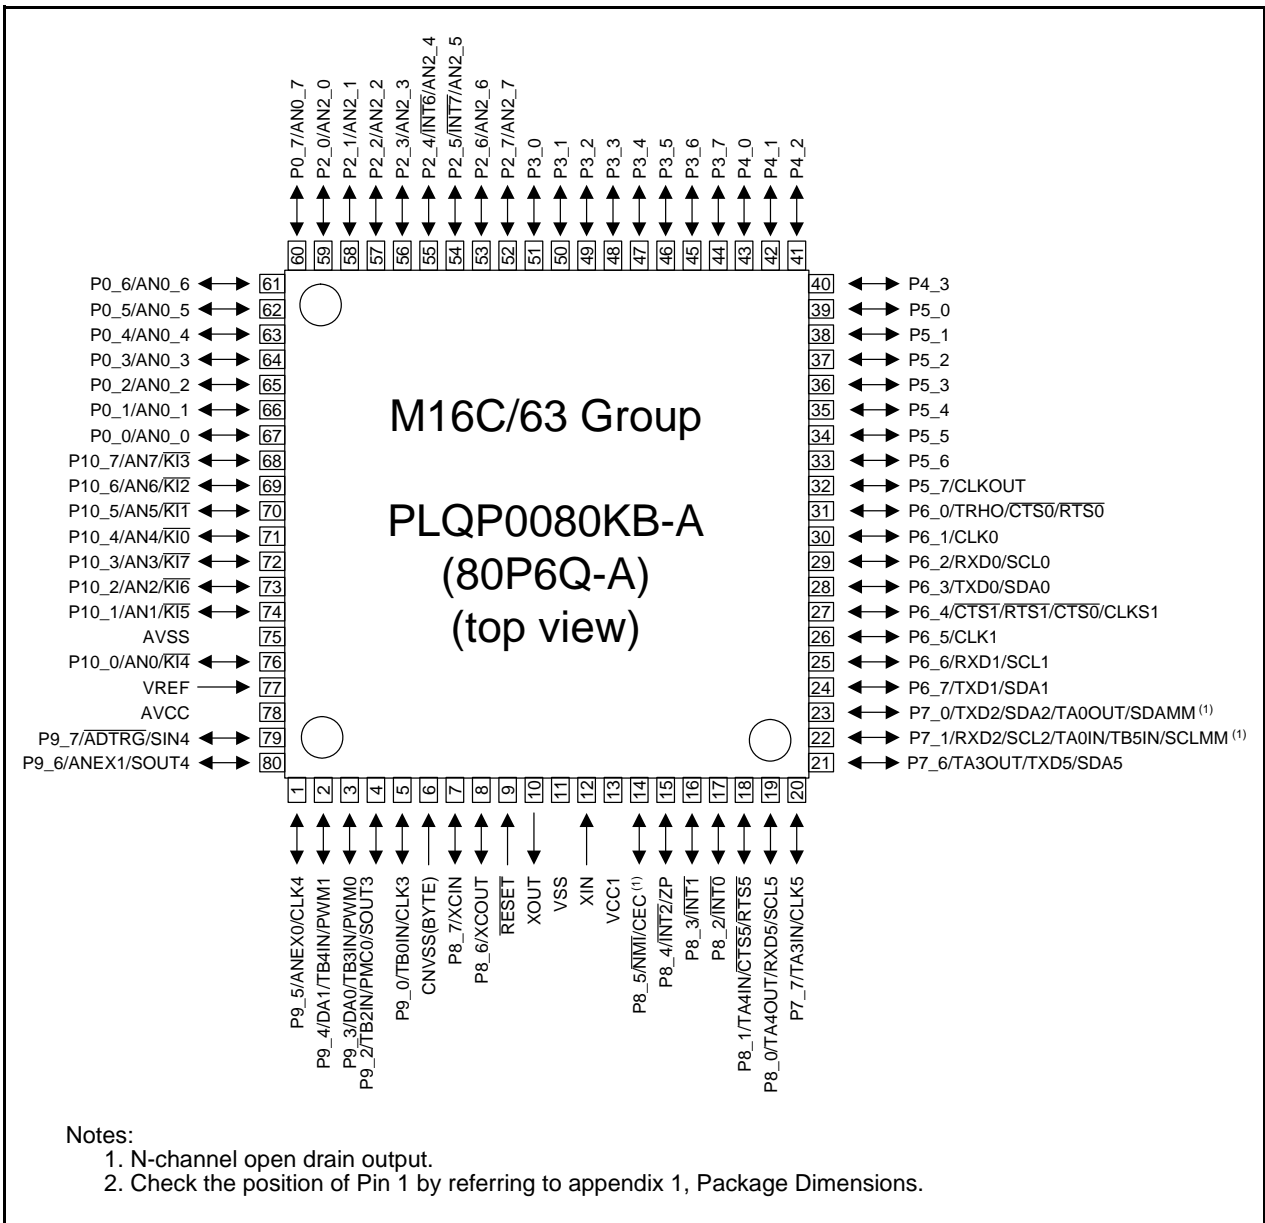 P0_7/AN0_7
P2_0/AN2_0
P2_1/AN2_1
P2_2/AN2_2
P2_3/AN2_3
P2_4/INT6/AN2_4
P2_5/INT7/AN2_5
P2_6/AN2_6
P2_7/AN2_7
P3_0
P3_1
P3_2
P3_3
P3_4
P3_5
P3_6
P3_7
P4_0
P4_1
P4_2
60 59 58 57 56 55 54 53 52 51 50 49 48 47 46 45 44 43 42 41
P0_6/AN0_6 61
P0_5/AN0_5 62
P0_4/AN0_4 63
P0_3/AN0_3 64
P0_2/AN0_2 65
P0_1/AN0_1 66
P0_0/AN0_0 67
P10_7/AN7/KI3 68
P10_6/AN6/KI2 69
P10_5/AN5/KI1 70
P10_4/AN4/KI0 71
P10_3/AN3/KI7 72
P10_2/AN2/KI6 73
P10_1/AN1/KI5 74
AVSS 75
P10_0/AN0/KI4 76
VREF 77
AVCC 78
P9_7/ADTRG/SIN4 79
P9_6/ANEX1/SOUT4 80
M16C/63 Group
PLQP0080KB-A
(80P6Q-A)
(top view)
40 P4_3
39 P5_0
38 P5_1
37 P5_2
36 P5_3
35 P5_4
34 P5_5
33 P5_6
32 P5_7/CLKOUT
31 P6_0/TRHO/CTS0/RTS0
30 P6_1/CLK0
29 P6_2/RXD0/SCL0
28 P6_3/TXD0/SDA0
27 P6_4/CTS1/RTS1/CTS0/CLKS1
26 P6_5/CLK1
25 P6_6/RXD1/SCL1
24 P6_7/TXD1/SDA1
23 P7_0/TXD2/SDA2/TA0OUT/SDAMM (1)
22 P7_1/RXD2/SCL2/TA0IN/TB5IN/SCLMM (1)
21 P7_6/TA3OUT/TXD5/SDA5
1 2 3 4 5 6 7 8 9 10 11 12 13 14 15 16 17 18 19 20
P9_5/ANEX0/CLK4
P9_4/DA1/TB4IN/PWM1
P9_3/DA0/TB3IN/PWM0
P9_2/TB2IN/PMC0/SOUT3
P9_0/TB0IN/CLK3
CNVSS(BYTE)
P8_7/XCIN
P8_6/XCOUT
RESET
XOUT
VSS
XIN
VCC1
P8_5/NMI/CEC (1)
P8_4/INT2/ZP
P8_3/INT1
P8_2/INT0
P8_1/TA4IN/CTS5/RTS5
P8_0/TA4OUT/RXD5/SCL5
P7_7/TA3IN/CLK5
Notes:
1. N-channel open drain output.
2. Check the position of Pin 1 by referring to appendix 1, Package Dimensions.